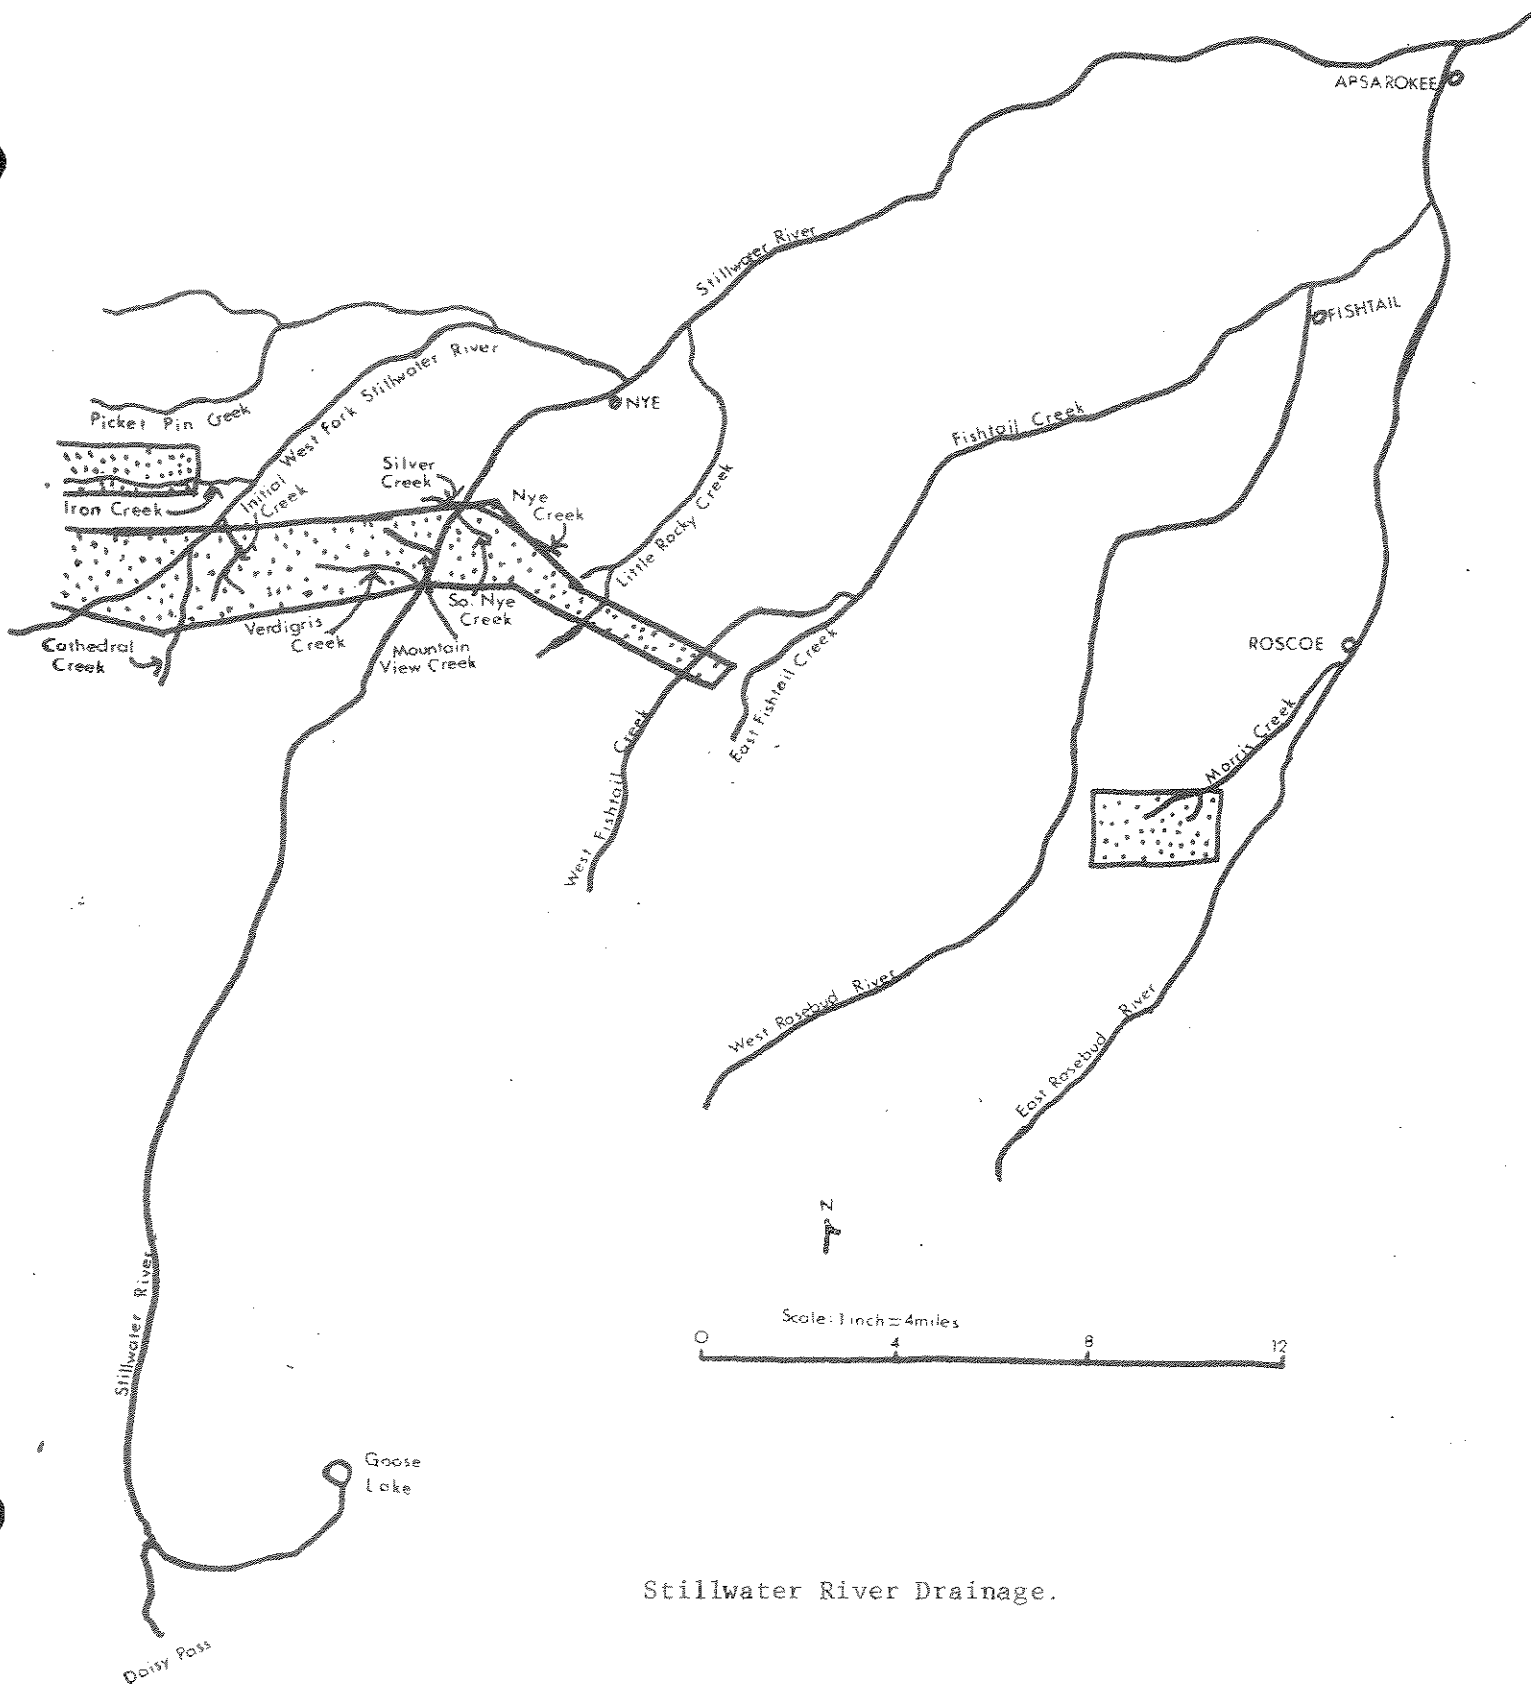 APSAROKEE
Stillwater River
FISHTAIL
West Fork Stillwater River
NYE
Picket Pin Creek
Fishtail Creek
Silver
Creek
Nye
Creek
Initial
Creek
Iron Creek
Little Rocky Creek
So. Nye
Creek
Verdigris
Creek
Cathedral
Creek
Mountain
View Creek
ROSCOE
East Fishtail Creek
West Fishtail Creek
Morris Creek
West Rosebud River
East Rosebud River
N
Stillwater River
Scale: 1 inch = 4 miles
0 4 8 12
Goose
Lake
Stillwater River Drainage.
Daisy Pass